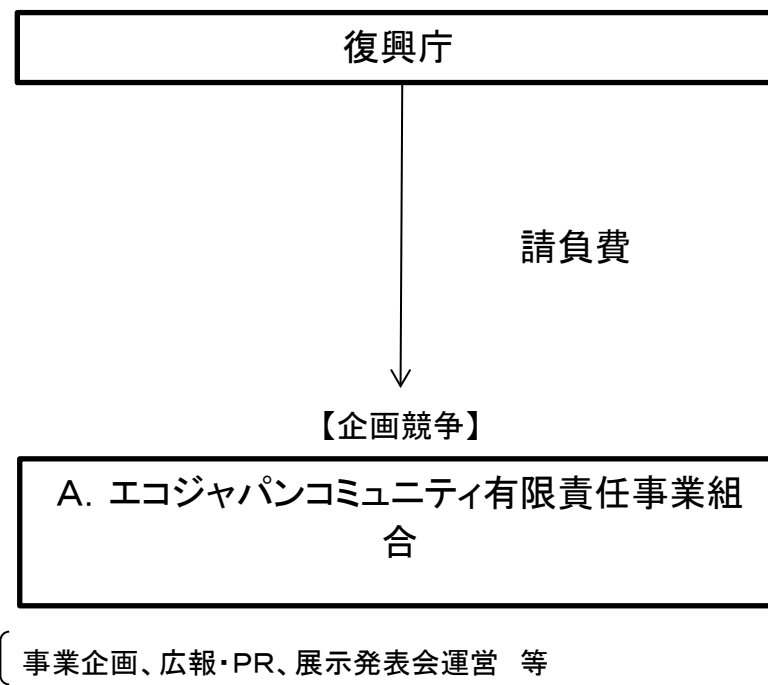 復興庁
請負費
【企画競争】
A. エコジャパンコミュニティ有限責任事業組
合
事業企画、広報・PR、展示発表会運営　等